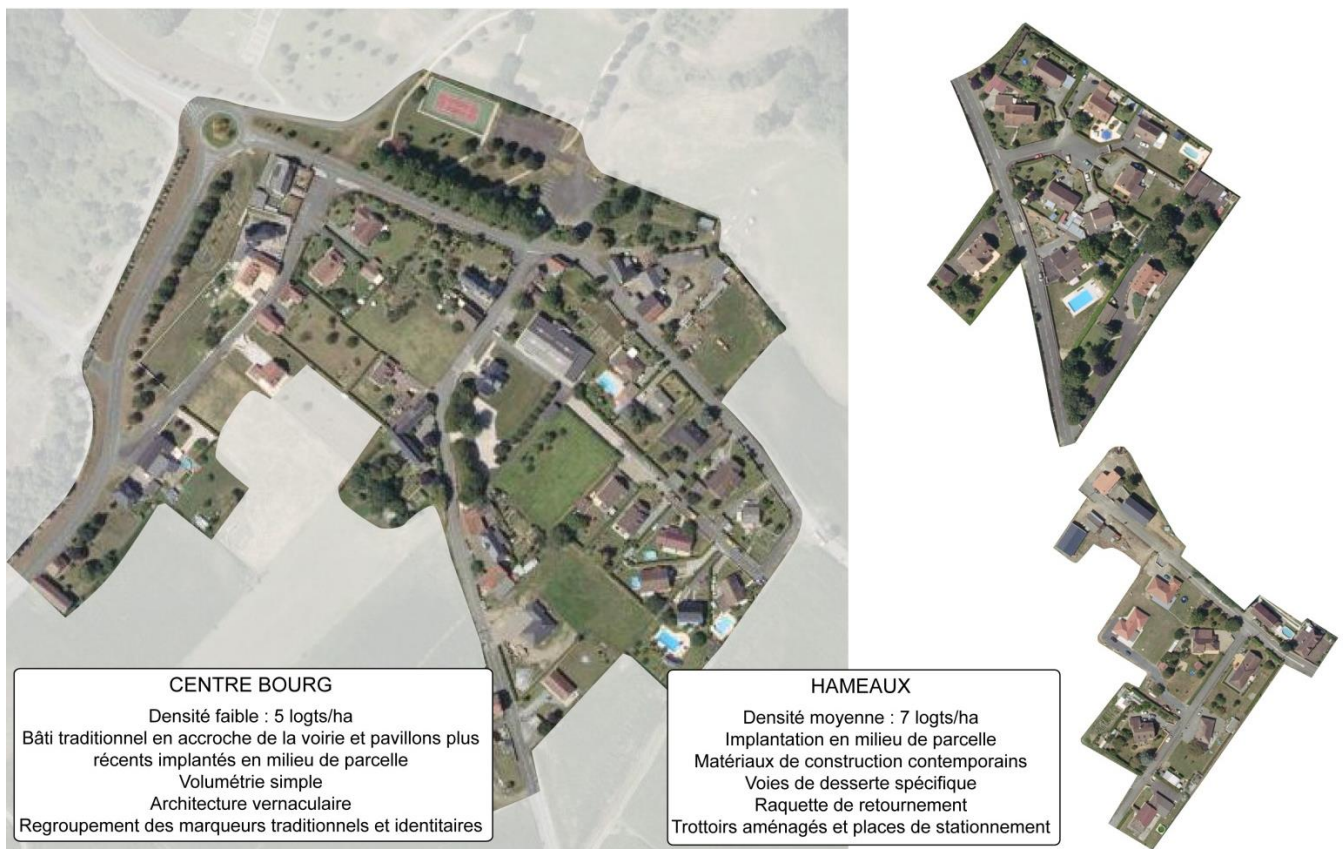 CENTRE BOURG
Densité faible : 5 logts/ha
Bâti traditionnel en accroche de la voirie et pavillons plus
récents implantés en milieu de parcelle
Volumétrie simple
Architecture vernaculaire
Regroupement des marqueurs traditionnels et identitaires
HAMEAUX
Densité moyenne : 7 logts/ha
Implantation en milieu de parcelle
Matériaux de construction contemporains
Voies de desserte spécifique
Raquette de retournement
Trottoirs aménagés et places de stationnement